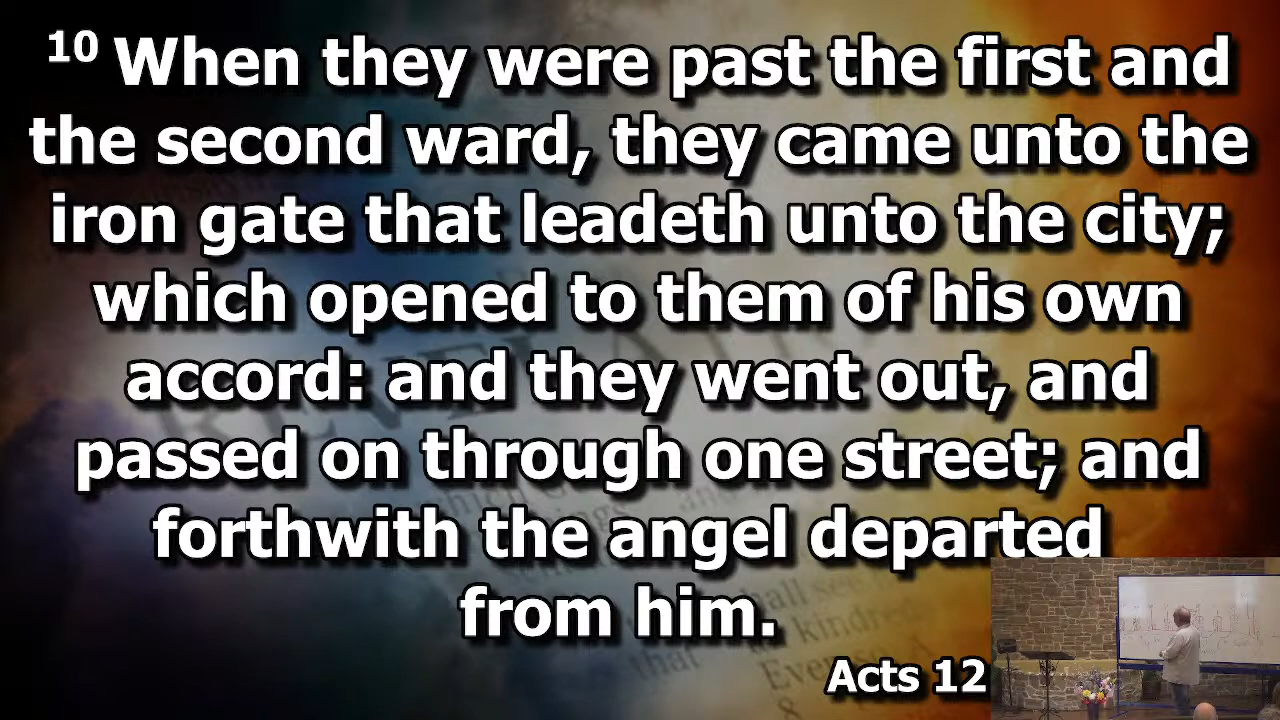 10 When they were past the first and
the second ward, they came unto the
iron gate that leadeth unto the city;
which opened to them of his own
accord: and they went out, and
passed on through one street; and
forthwith the angel departed
from him.
Acts 12